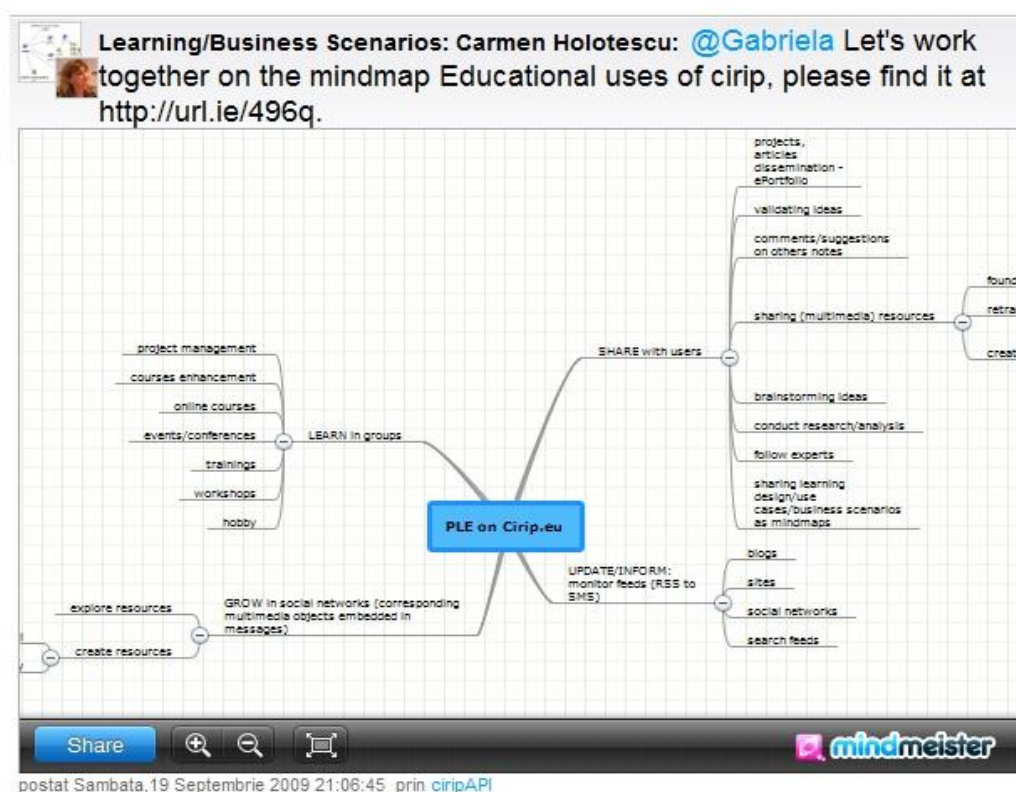 Learning/Business Scenarios: Carmen Holotescu: @Gabriela Let's work
together on the mindmap Educational uses of cirip, please find it at
http://url.ie/496q.
projects,
articles
dissemination -
ePortfolio
validating ideas
comments/suggestions
on others notes
sharing (multimedia) resources
SHARE with users
brainstorming ideas
conduct research/analysis
follow experts
sharing learning
design/use
cases/business scenarios
as mindmaps
project management
courses enhancement
online courses
events/conferences
trainings
workshops
hobby
LEARN in groups
PLE on Cirip.eu
UPDATE/INFORM:
monitor feeds (RSS to
SMS)
blogs
sites
social networks
search feeds
GROW in social networks (corresponding
multimedia objects embedded in
messages)
explore resources
create resources
Share
mindmeister
postat Sambata,19 Septembrie 2009 21:06:45 prin ciripAPI